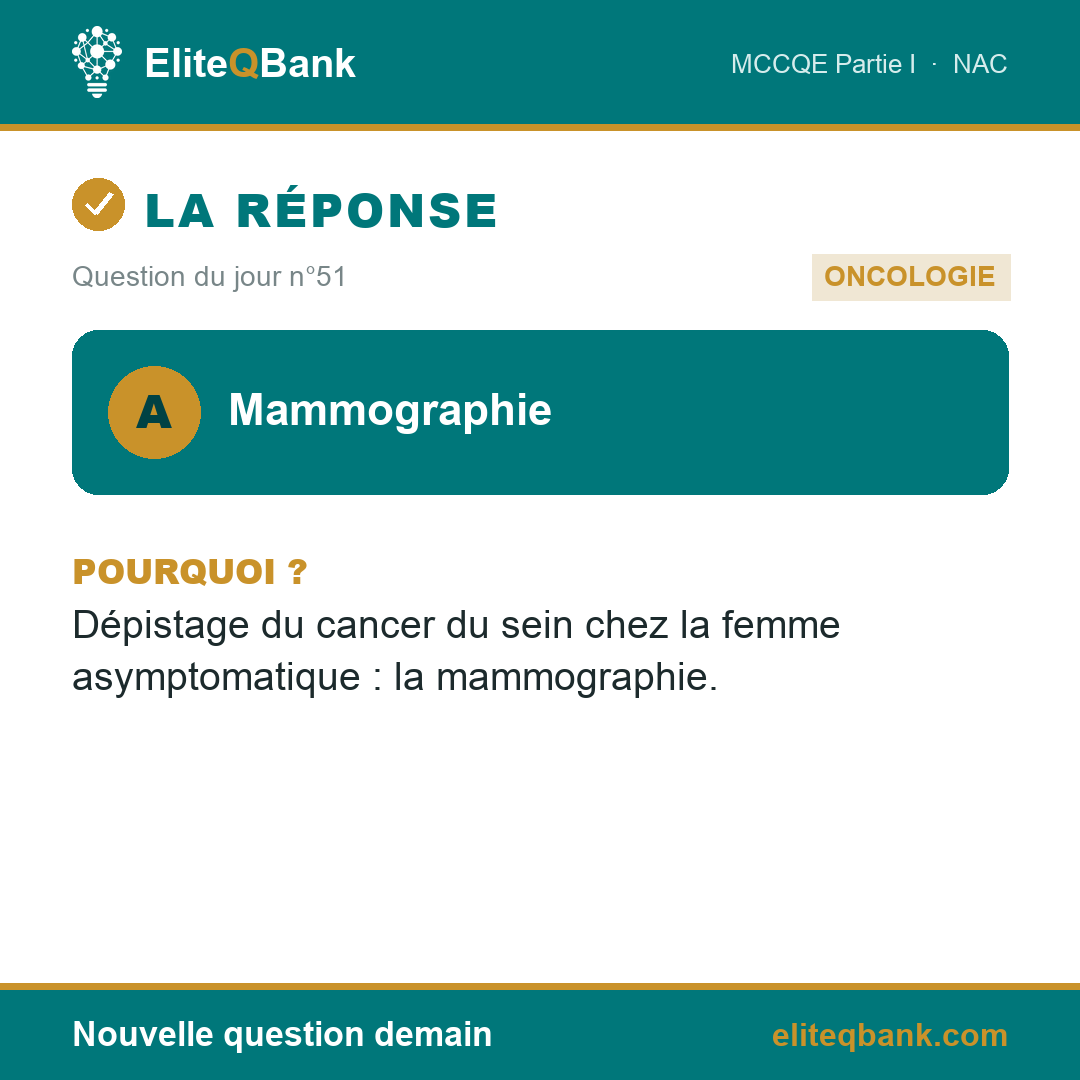 EliteQBank
MCCQE Partie I · NAC
LA RÉPONSE
Question du jour n°51
ONCOLOGIE
A
Mammographie
POURQUOI ?
Dépistage du cancer du sein chez la femme
asymptomatique : la mammographie.
Nouvelle question demain
eliteqbank.com